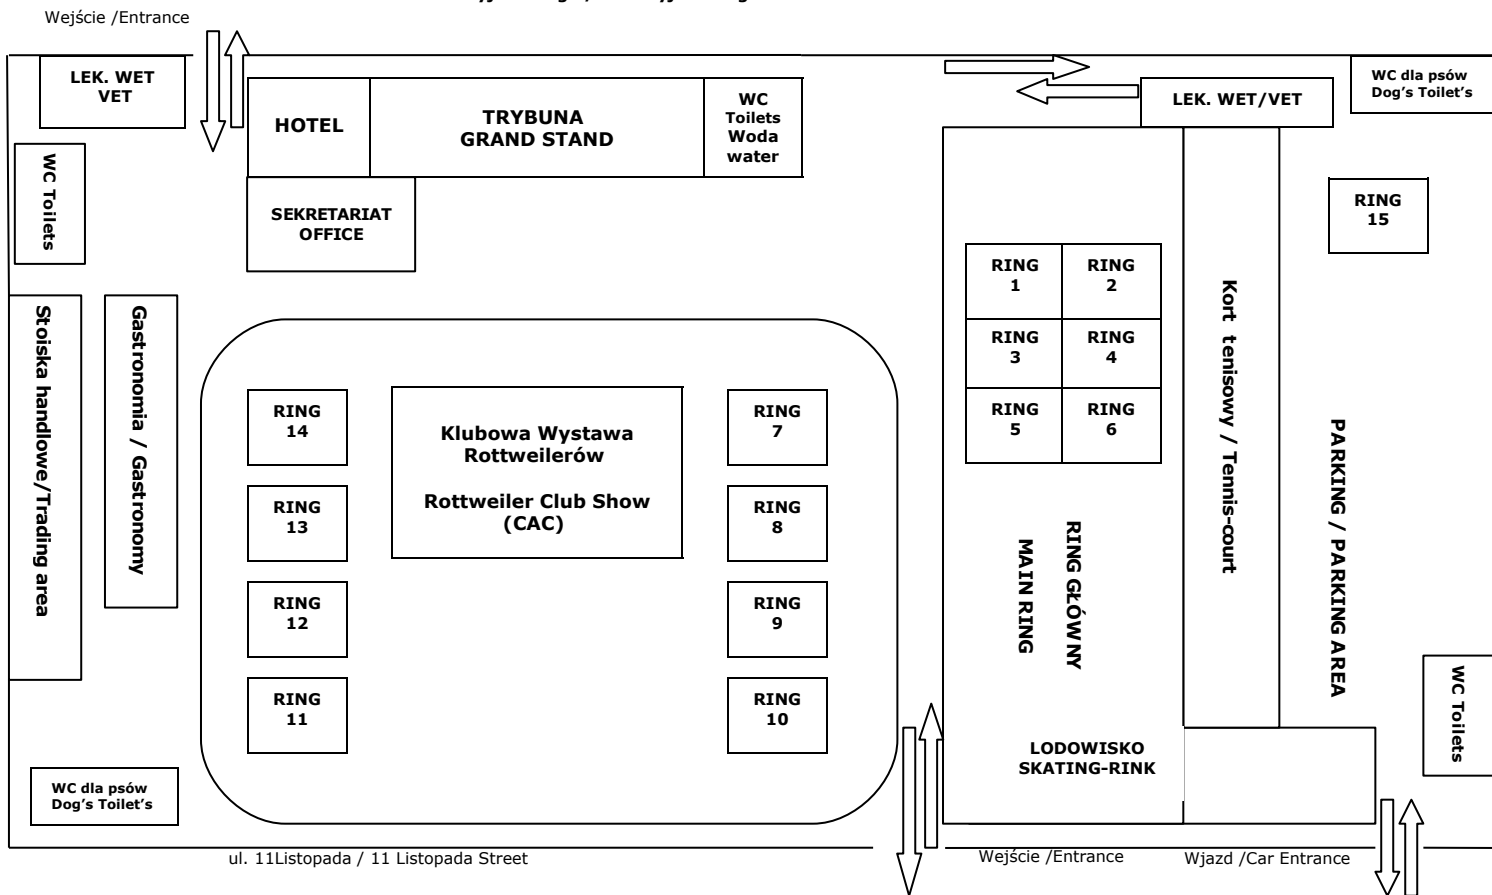 Wejście /Entrance
LEK. WET
VET
HOTEL
TRYBUNA
GRAND STAND
WC
Toilets
Woda
water
LEK. WET/VET
WC dla psów
Dog's Toilet's
WC Toilets
SEKRETARIAT
OFFICE
RING
15
RING
1
RING
2
RING
3
RING
4
RING
5
RING
6
Stoiska handlowe/Trading area
Gastronomia / Gastronomy
RING
14
Klubowa Wystawa
Rottweilerów
Rottweiler Club Show
(CAC)
RING
7
RING
13
RING
8
RING
12
RING
9
RING
11
RING
10
Kort tenisowy / Tennis-court
PARKING / PARKING AREA
RING GŁÓWNY
MAIN RING
LODOWISKO
SKATING-RINK
WC Toilets
WC dla psów
Dog's Toilet's
ul. 11Listopada / 11 Listopada Street
Wejście /Entrance
Wjazd /Car Entrance